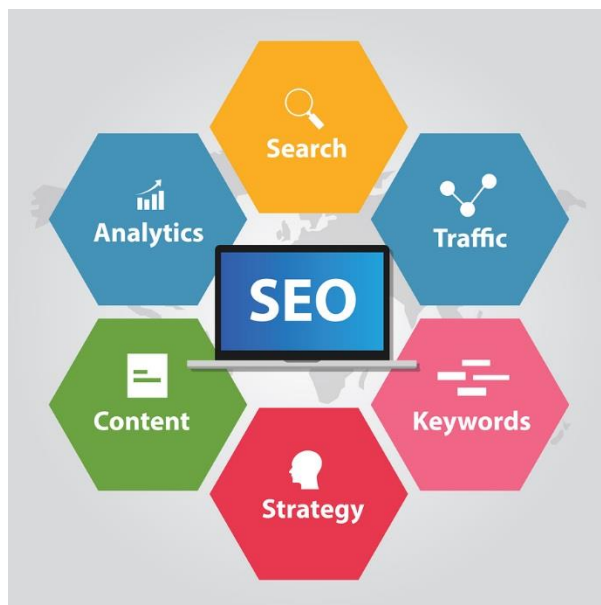 Search
Analytics
Traffic
SEO
Content
Keywords
Strategy